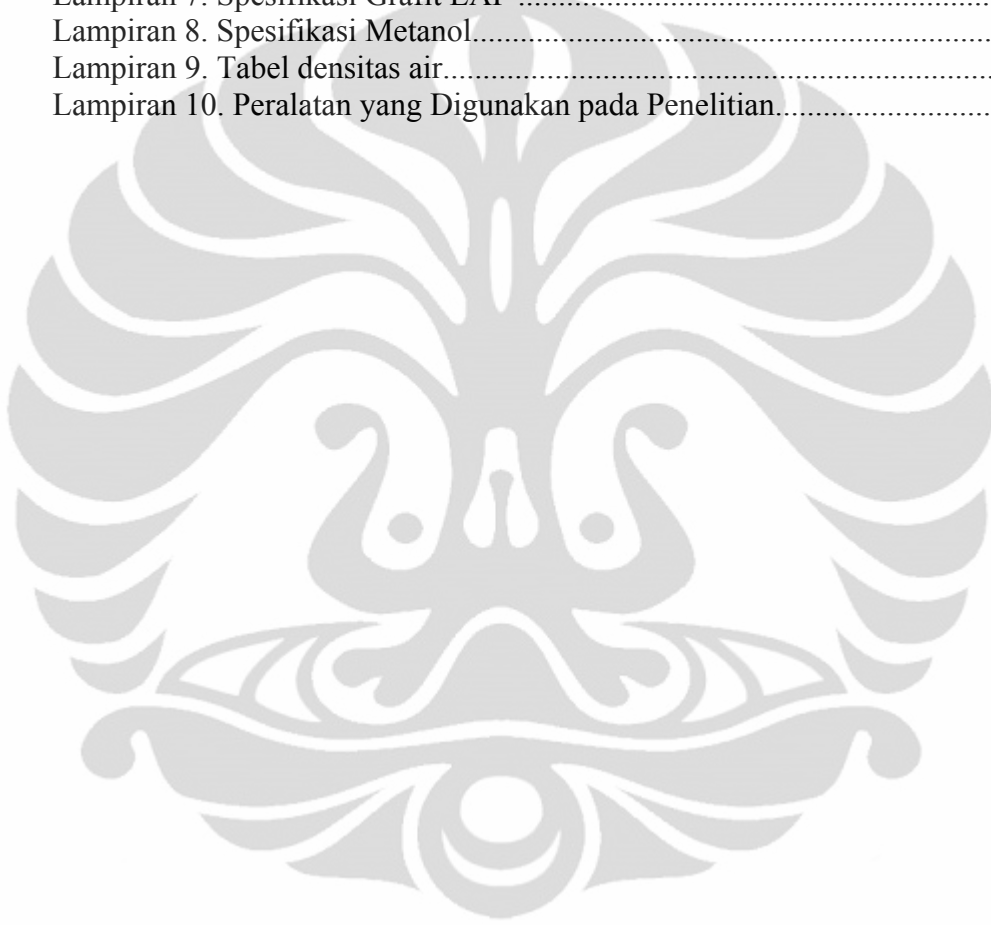 Lampiran 7. Spesifikasi Grafit EAF ................................................
Lampiran 8. Spesifikasi Metanol.....................................................
Lampiran 9. Tabel densitas air........................................................
Lampiran 10. Peralatan yang Digunakan pada Penelitian......................